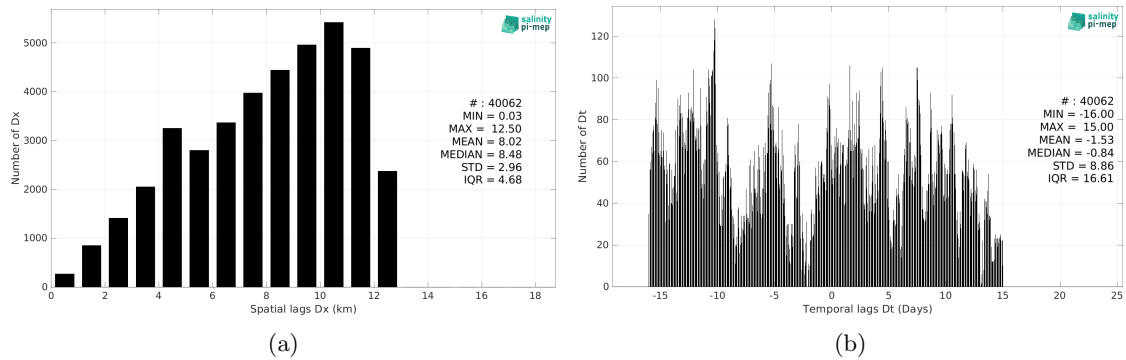 salinity
pi-mep
5000
4000
3000
2000
1000
0
Number of Dx
# : 40062
MIN = 0.03
MAX = 12.50
MEAN = 8.02
MEDIAN = 8.48
STD = 2.96
IQR = 4.68
0 2 4 6 8 10 12 14 16 18
Spatial lags Dx (km)
(a)
salinity
pi-mep
120
100
80
60
40
20
0
Number of Dt
# : 40062
MIN = -16.00
MAX = 15.00
MEAN = -1.53
MEDIAN = -0.84
STD = 8.86
IQR = 16.61
-15 -10 -5 0 5 10 15 20 25
Temporal lags Dt (Days)
(b)